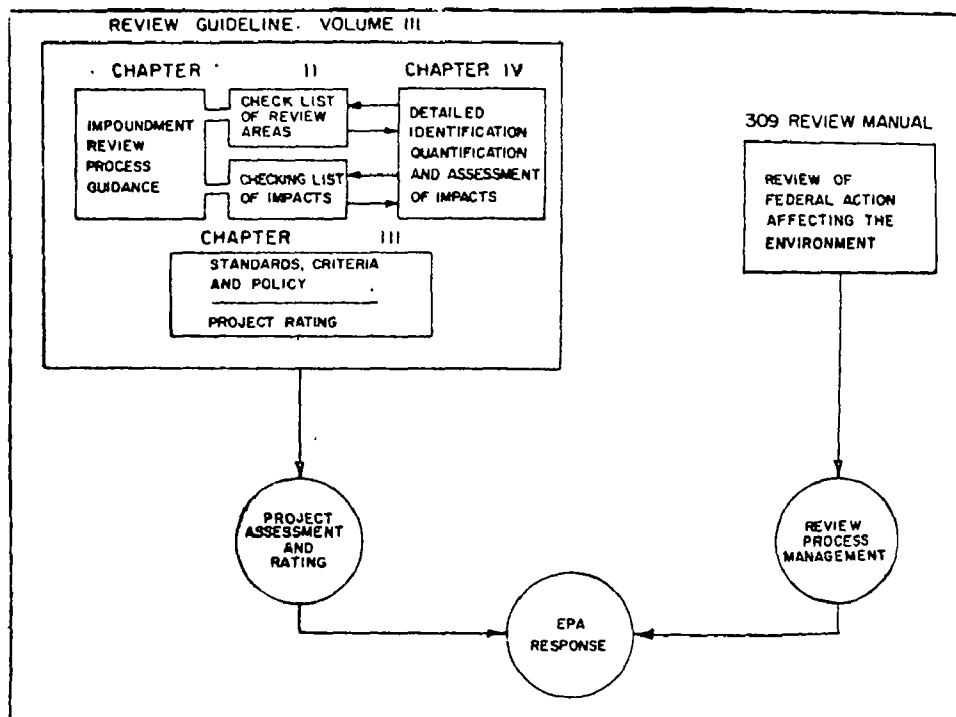 REVIEW GUIDELINE. VOLUME III
CHAPTER II
CHAPTER IV
IMPOUNDMENT
REVIEW
PROCESS
GUIDANCE
CHECK LIST
OF REVIEW
AREAS
CHECKING LIST
OF IMPACTS
DETAILED
IDENTIFICATION
QUANTIFICATION
AND ASSESSMENT
OF IMPACTS
CHAPTER III
STANDARDS, CRITERIA
AND POLICY
PROJECT RATING
309 REVIEW MANUAL
REVIEW OF
FEDERAL ACTION
AFFECTING THE
ENVIRONMENT
PROJECT
ASSESSMENT
AND
RATING
REVIEW
PROCESS
MANAGEMENT
EPA
RESPONSE